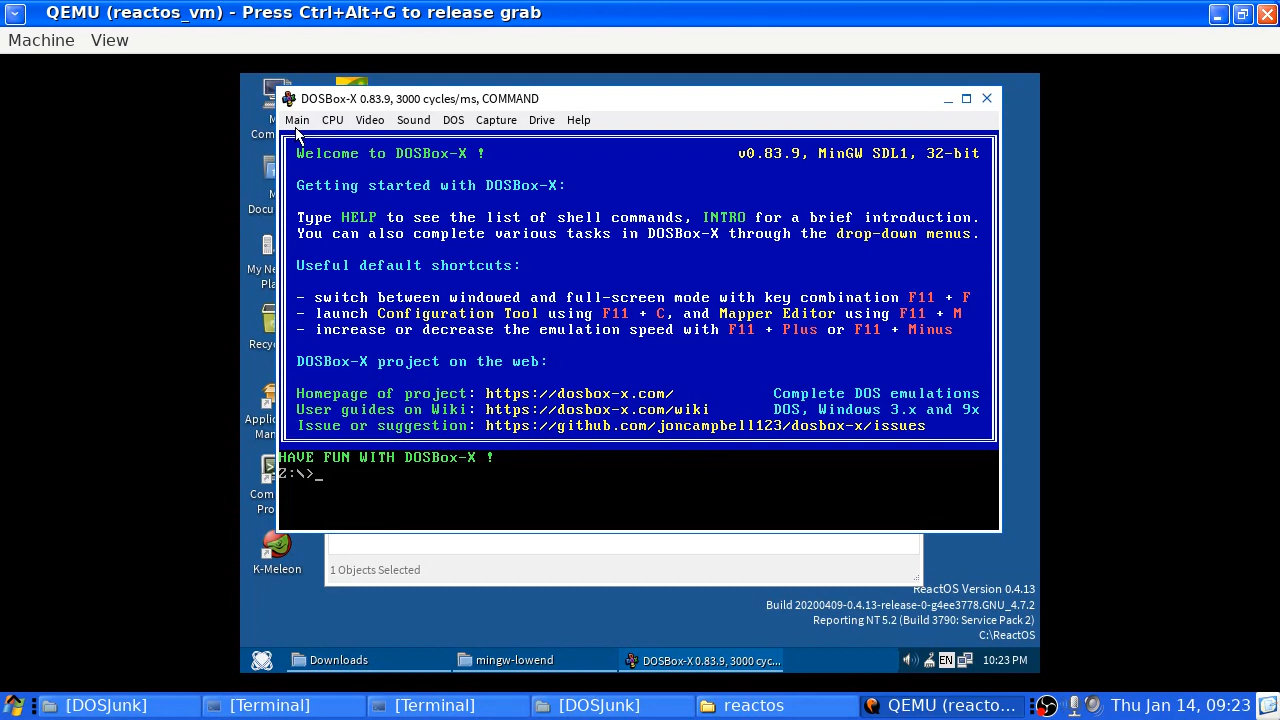 QEMU (reactos_vm) - Press Ctrl+Alt+G to release grab
Machine View
DOSBox-X 0.83.9, 3000 cycles/ms, COMMAND
Main CPU Video Sound DOS Capture Drive Help
Welcome to DOSBox-X ! v0.83.9, MinGW SDL1, 32-bit
Getting started with DOSBox-X:
Type HELP to see the list of shell commands, INTRO for a brief introduction.
You can also complete various tasks in DOSBox-X through the drop-down menus.
Useful default shortcuts:
- switch between windowed and full-screen mode with key combination F11 + F
- launch Configuration Tool using F11 + C, and Mapper Editor using F11 + M
- increase or decrease the emulation speed with F11 + Plus or F11 + Minus
DOSBox-X project on the web:
Homepage of project: https://dosbox-x.com/ Complete DOS emulations
User guides on Wiki: https://dosbox-x.com/wiki DOS, Windows 3.x and 9x
Issue or suggestion: https://github.com/joncampbell123/dosbox-x/issues
HAVE FUN WITH DOSBox-X !
Z:\>_
M
Com
M
Docu
My Ne
Pla
Recyc
Applic
Man
Com
Pro
K-Meleon
1 Objects Selected
ReactOS Version 0.4.13
Build 20200409-0.4.13-release-0-g4ee3778.GNU_4.7.2
Reporting NT 5.2 (Build 3790: Service Pack 2)
C:\ReactOS
Downloads mingw-lowend DOSBox-X 0.83.9, 3000 cyc... EN 10:23 PM
[DOSJunk] [Terminal] [Terminal] [DOSJunk] reactos QEMU (reacto... Thu Jan 14, 09:23